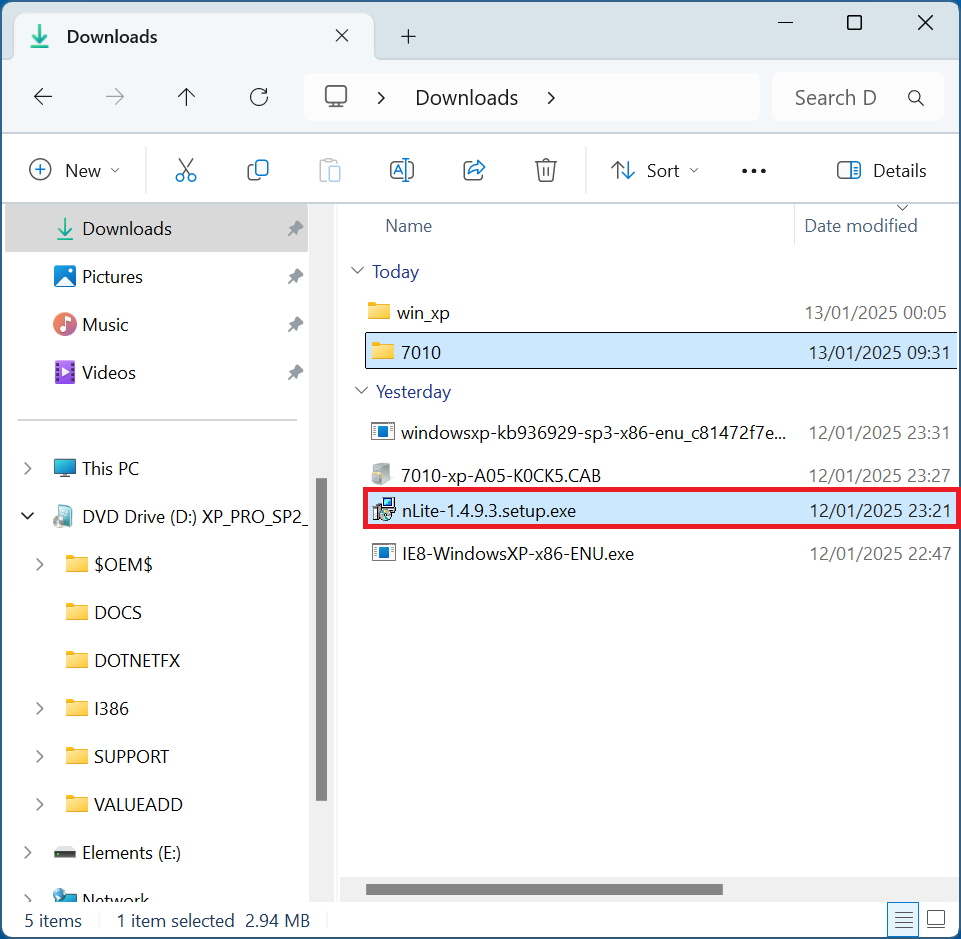 Downloads
Downloads
Search D
New
Sort
Details
Downloads
Pictures
Music
Videos
This PC
DVD Drive (D:) XP_PRO_SP2_
$OEM$
DOCS
DOTNETFX
I386
SUPPORT
VALUEADD
Elements (E:)
Network
Name Date modified
Today
win_xp 13/01/2025 00:05
7010 13/01/2025 09:31
Yesterday
windowsxp-kb936929-sp3-x86-enu_c81472f7e... 12/01/2025 23:31
7010-xp-A05-K0CK5.CAB 12/01/2025 23:27
nLite-1.4.9.3.setup.exe 12/01/2025 23:21
IE8-WindowsXP-x86-ENU.exe 12/01/2025 22:47
5 items 1 item selected 2.94 MB